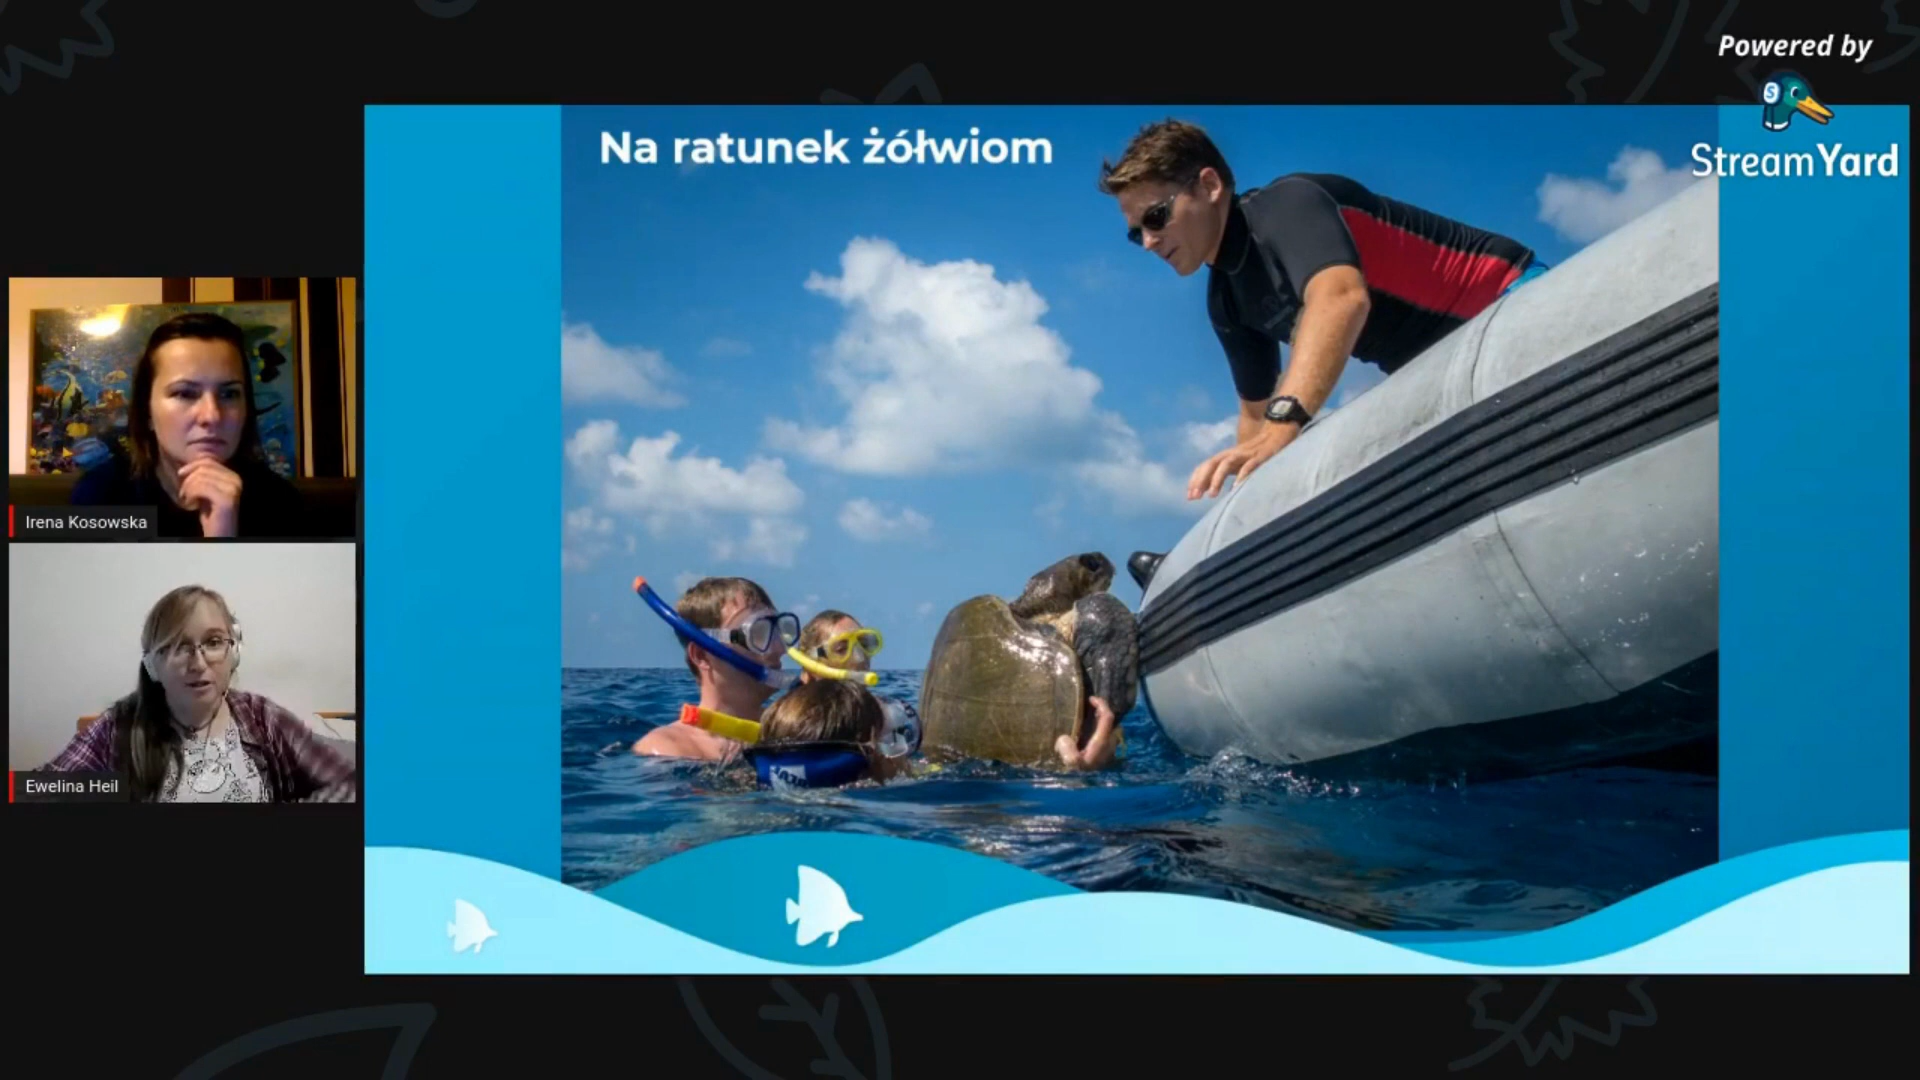 Powered by
StreamYard
Na ratunek żółwiom
Irena Kosowska
Ewelina Heil